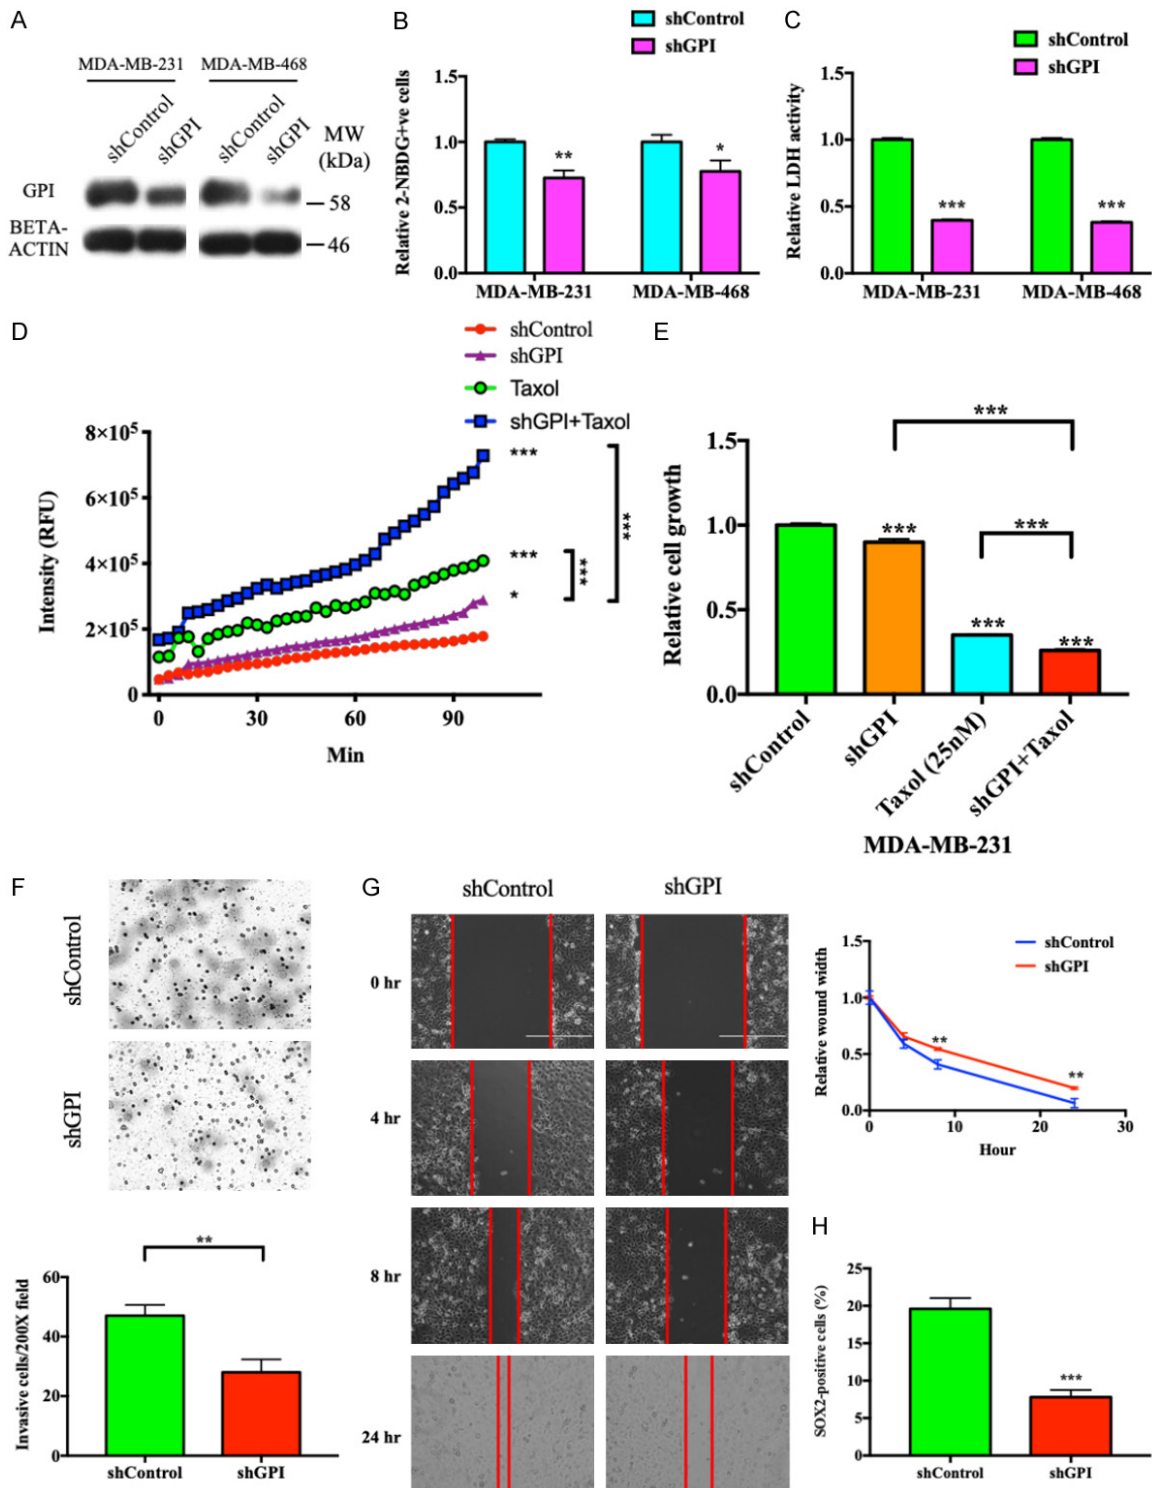 A
MDA-MB-231
MDA-MB-468
shControl
shGPI
shControl
shGPI
MW
(kDa)
GPI
58
BETA-
ACTIN
46
B
shControl
shGPI
Relative 2-NBDG+ve cells
1.5
1.0
0.5
0.0
**
*
MDA-MB-231
MDA-MB-468
C
shControl
shGPI
Relative LDH activity
1.5
1.0
0.5
0.0
***
***
MDA-MB-231
MDA-MB-468
D
shControl
shGPI
Taxol
shGPI+Taxol
Intensity (RFU)
8×10⁵
6×10⁵
4×10⁵
2×10⁵
0
***
***
*
***
***
0
30
60
90
Min
E
Relative cell growth
1.5
1.0
0.5
0.0
***
***
***
***
***
shControl
shGPI
Taxol (25nM)
shGPI+Taxol
MDA-MB-231
F
shControl
shGPI
**
Invasive cells/200X field
60
40
20
0
shControl
shGPI
G
shControl
shGPI
0 hr
4 hr
8 hr
24 hr
shControl
shGPI
Relative wound width
1.5
1.0
0.5
0.0
**
**
0
10
20
30
Hour
H
SOX2-positive cells (%)
25
20
15
10
5
0
***
shControl
shGPI